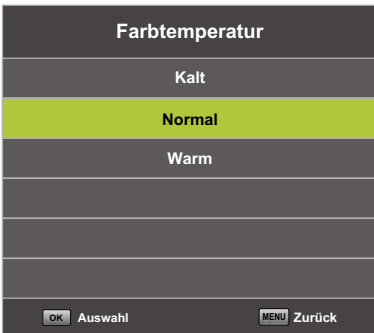 Farbtemperatur
Kalt
Normal
Warm
OK Auswahl MENU Zurück